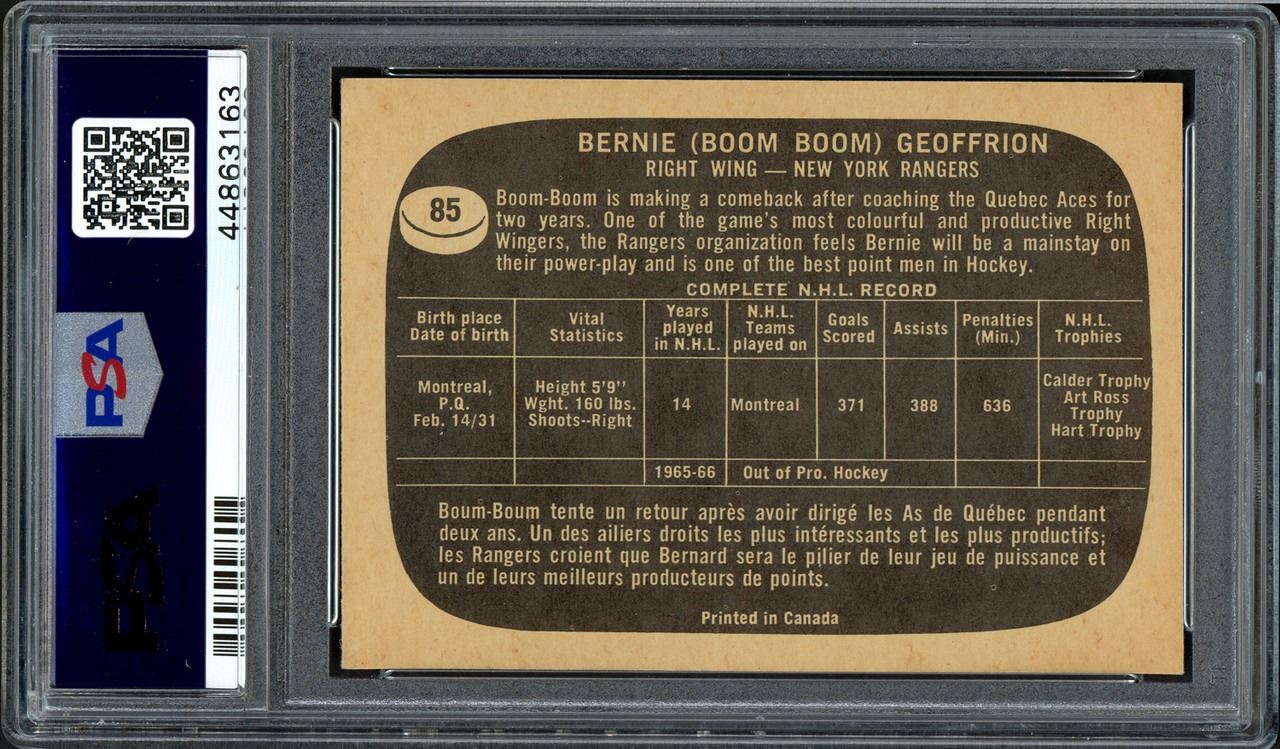 44863163
PSA
PSA
BERNIE (BOOM BOOM) GEOFFRION
RIGHT WING — NEW YORK RANGERS
85
Boom-Boom is making a comeback after coaching the Quebec Aces for
two years. One of the game's most colourful and productive Right
Wingers, the Rangers organization feels Bernie will be a mainstay on
their power-play and is one of the best point men in Hockey.
COMPLETE N.H.L. RECORD
Birth place
Date of birth
Vital
Statistics
Years
played
in N.H.L.
N.H.L.
Teams
played on
Goals
Scored
Assists
Penalties
(Min.)
N.H.L.
Trophies
Montreal,
P.Q.
Feb. 14/31
Height 5'9''
Wght. 160 lbs.
Shoots--Right
14
Montreal
371
388
636
Calder Trophy
Art Ross
Trophy
Hart Trophy
1965-66
Out of Pro. Hockey
Boum-Boum tente un retour après avoir dirigé les As de Québec pendant
deux ans. Un des ailiers droits les plus intéressants et les plus productifs;
les Rangers croient que Bernard sera le pilier de leur jeu de puissance et
un de leurs meilleurs producteurs de points.
Printed in Canada